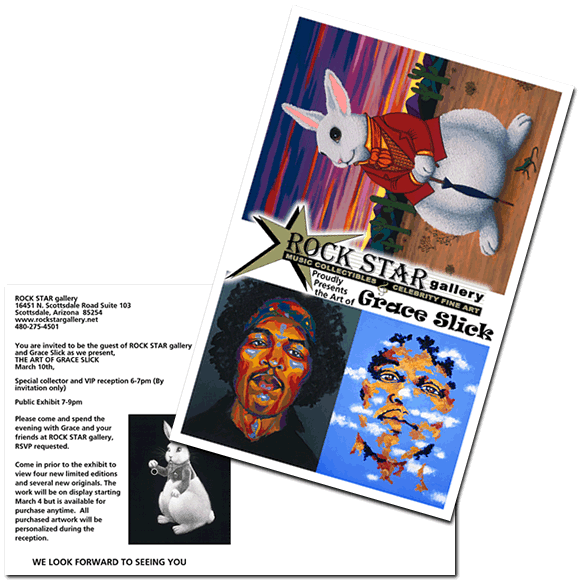 ROCK STAR gallery
MUSIC COLLECTIBLES & CELEBRITY FINE ART
Proudly
Presents
the Art of
Grace Slick
ROCK STAR gallery
16451 N. Scottsdale Road Suite 103
Scottsdale, Arizona 85254
www.rockstargallery.net
480-275-4501
You are invited to be the guest of ROCK STAR gallery
and Grace Slick as we present,
THE ART OF GRACE SLICK
March 10th,
Special collector and VIP reception 6-7pm (By
invitation only)
Public Exhibit 7-9pm
Please come and spend the
evening with Grace and your
friends at ROCK STAR gallery,
RSVP requested.
Come in prior to the exhibit to
view four new limited editions
and several new originals. The
work will be on display starting
March 4 but is available for
purchase anytime. All
purchased artwork will be
personalized during the
reception.
WE LOOK FORWARD TO SEEING YOU